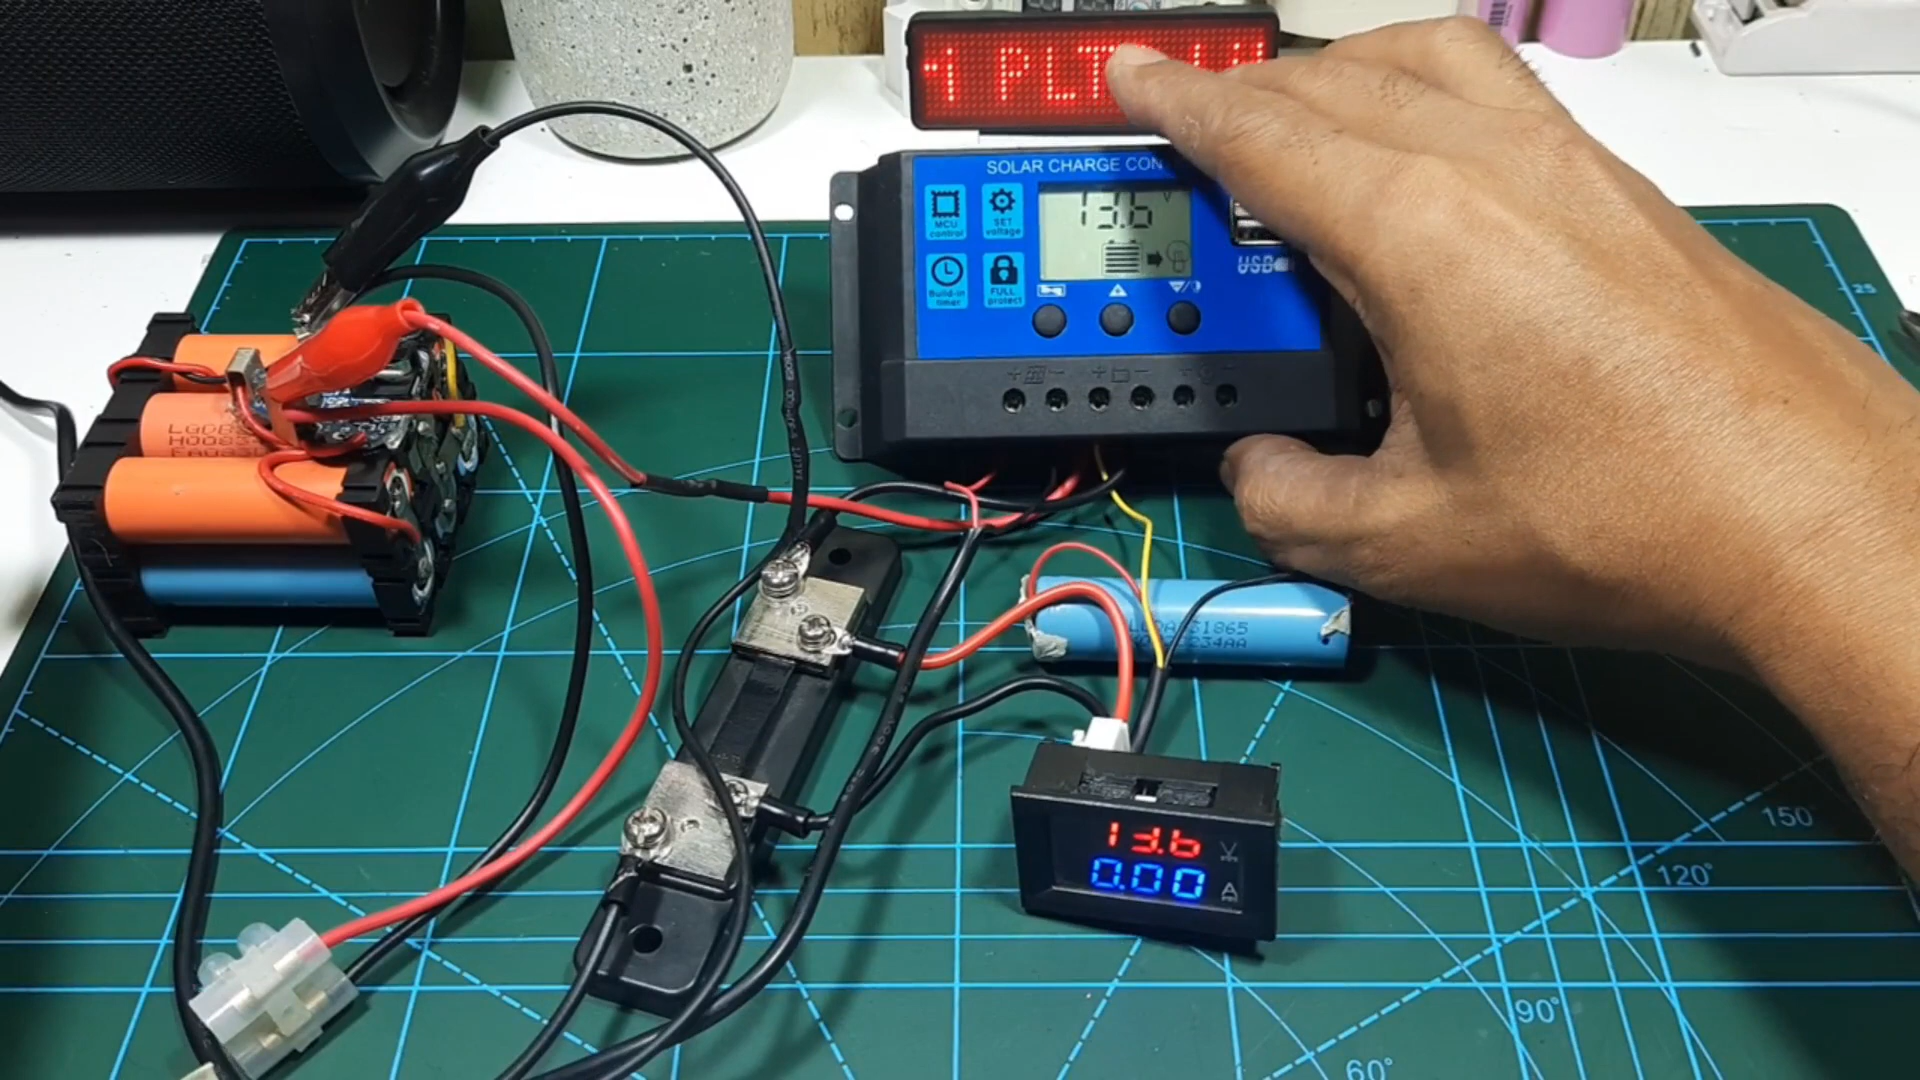 PLT
SOLAR CHARGE CON
MCU
control
SET
voltage
13.6 V
USB
Build-in
timer
FULL
protect
25
13.6 V
0.00 A
150°
120°
90°
60°